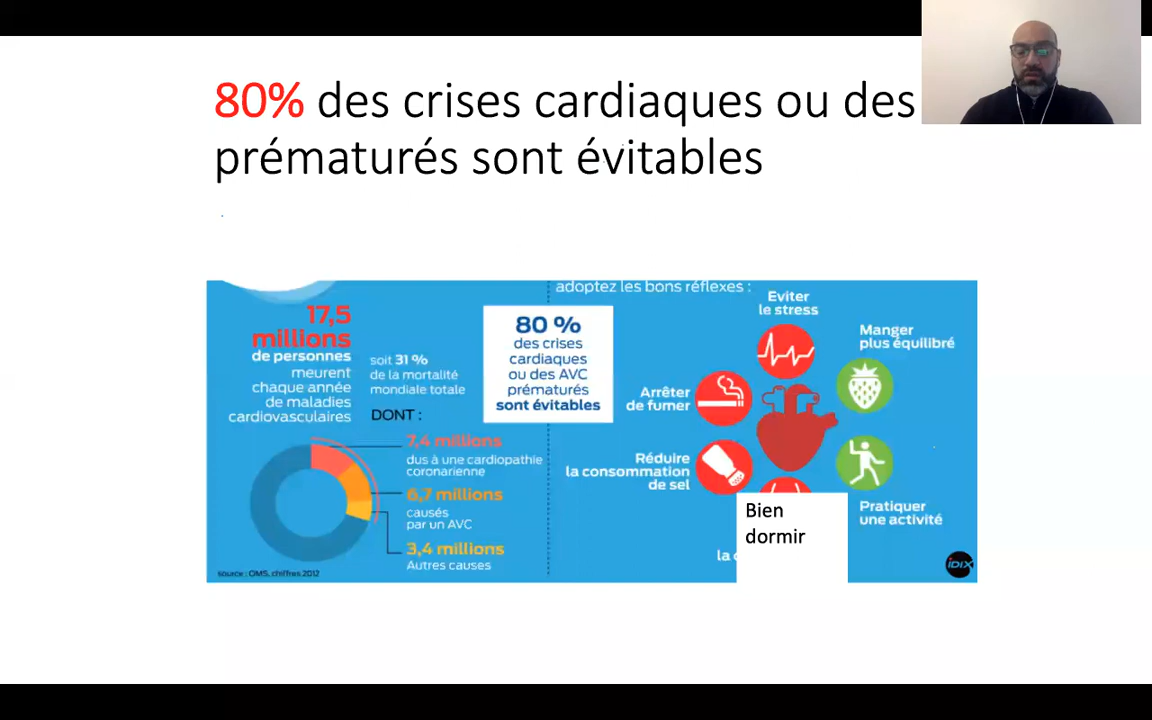 80% des crises cardiaques ou des
prématurés sont évitables
17,5
millions
de personnes
meurent
chaque année
de maladies
cardiovasculaires
soit 31 %
de la mortalité
mondiale totale
DONT :
7,4 millions
dus à une cardiopathie
coronarienne
6,7 millions
causés
par un AVC
3,4 millions
Autres causes
source : OMS, chiffres 2012
80 %
des crises
cardiaques
ou des AVC
prématurés
sont évitables
adoptez les bons réflexes :
Eviter
le stress
Manger
plus équilibré
Arrêter
de fumer
Réduire
la consommation
de sel
Pratiquer
une activité
Bien
dormir
la
iDIX